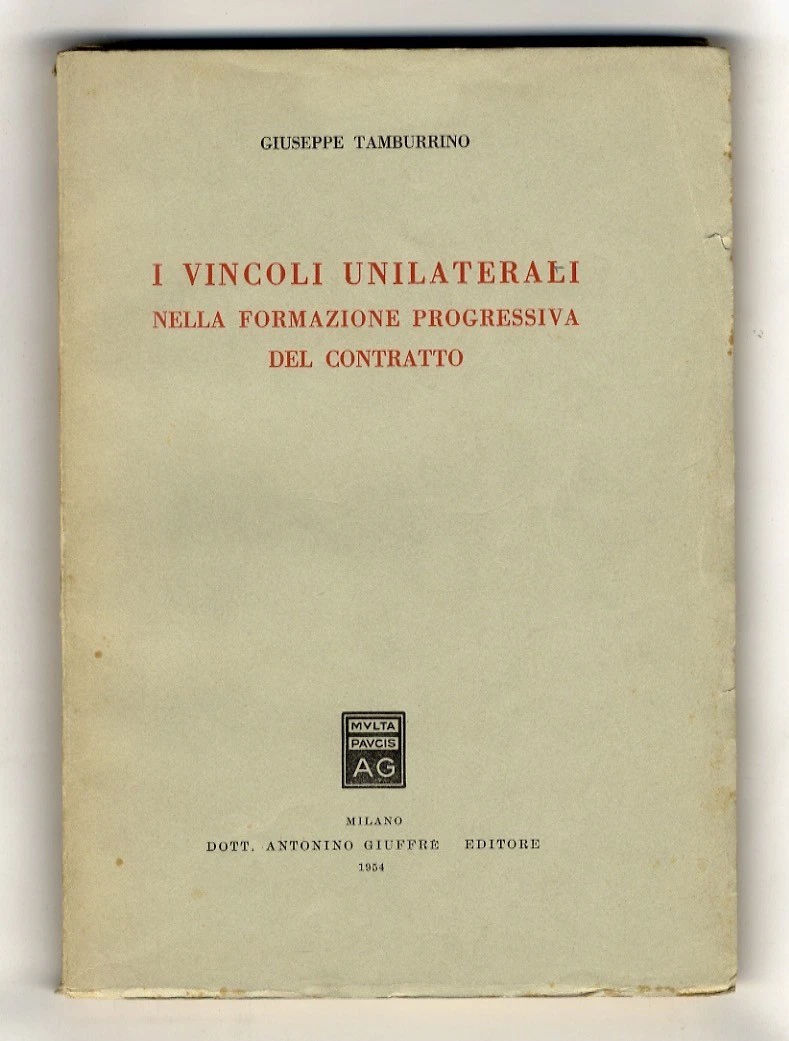 GIUSEPPE TAMBURRINO
I VINCOLI UNILATERALI
NELLA FORMAZIONE PROGRESSIVA
DEL CONTRATTO
MVLTA
PAVCIS
AG
MILANO
DOTT. ANTONINO GIUFFRÈ EDITORE
1954